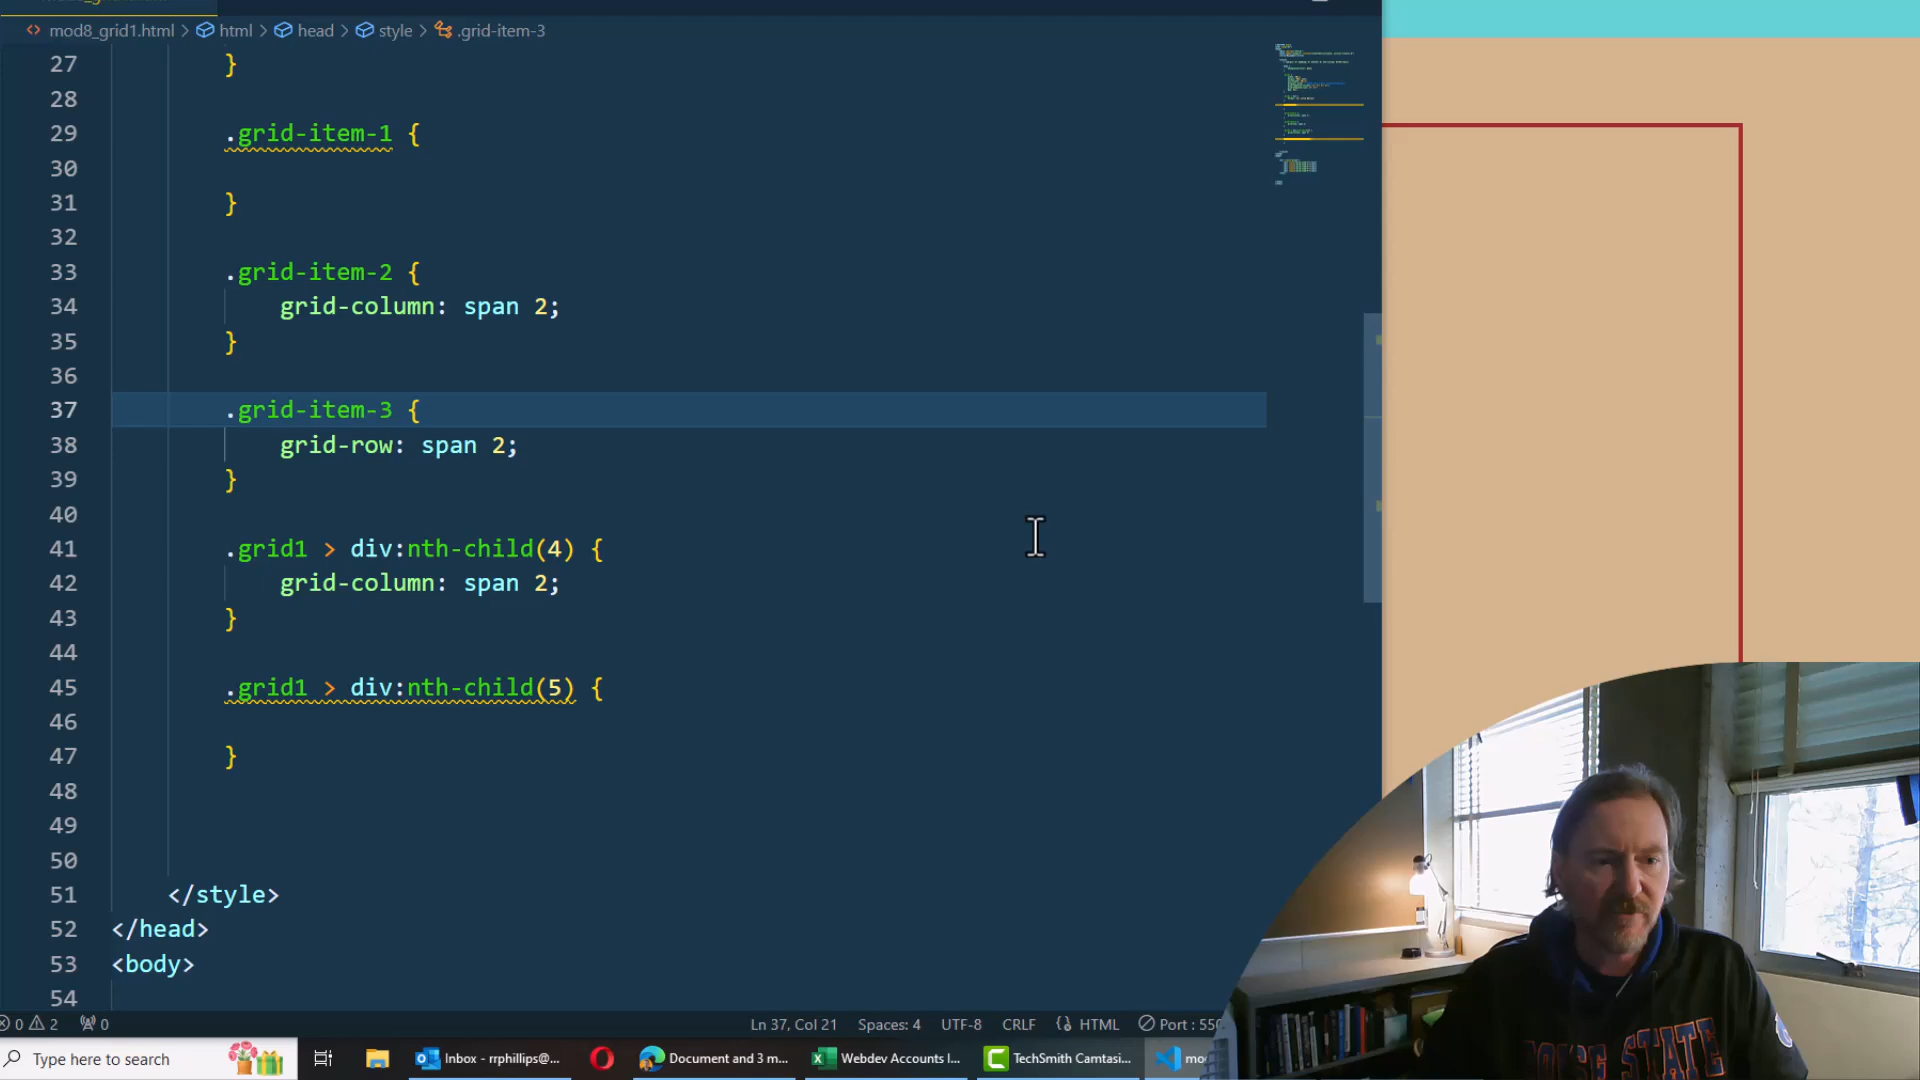 mod8_grid1.html > html > head > style > .grid-item-3
27 }
28
29 .grid-item-1 {
30
31 }
32
33 .grid-item-2 {
34 grid-column: span 2;
35 }
36
37 .grid-item-3 {
38 grid-row: span 2;
39 }
40
41 .grid1 > div:nth-child(4) {
42 grid-column: span 2;
43 }
44
45 .grid1 > div:nth-child(5) {
46
47 }
48
49
50
51 </style>
52 </head>
53 <body>
54
0 2 0 Ln 37, Col 21 Spaces: 4 UTF-8 CRLF {} HTML Port : 550
Type here to search Inbox - rrphillips@... Document and 3 m... Webdev Accounts I... TechSmith Camtasi... mo